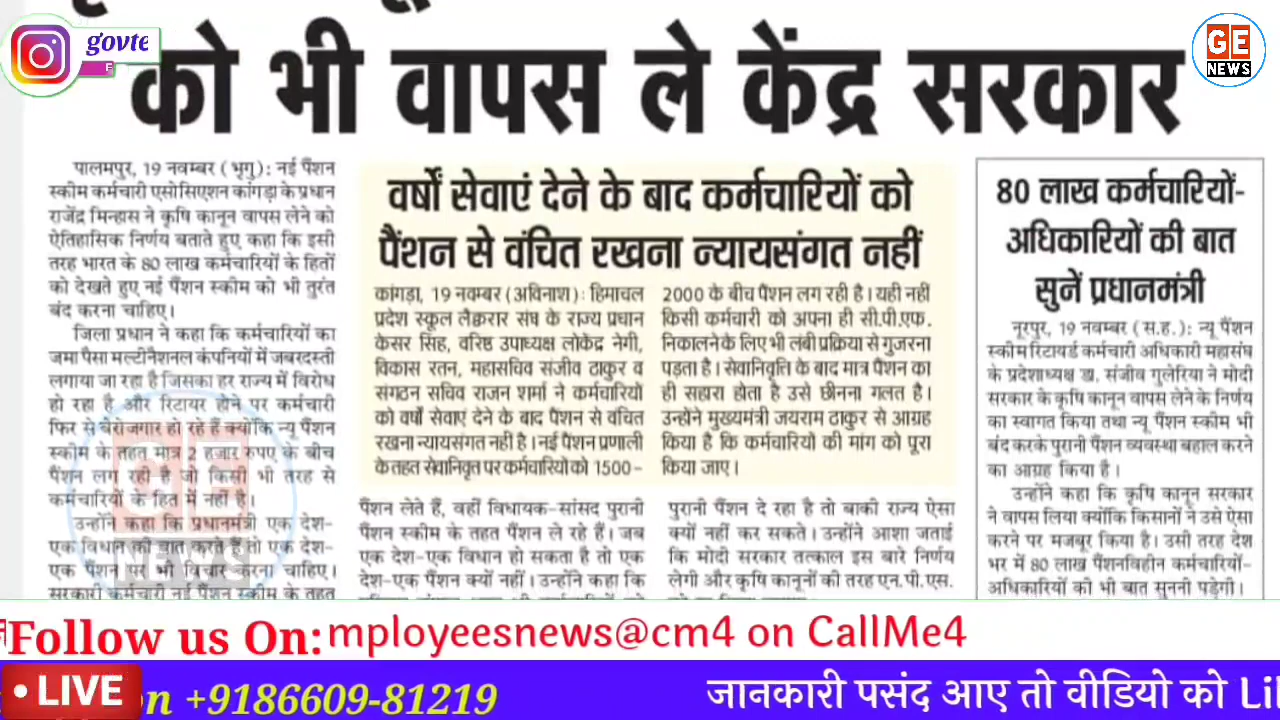 govte
GE
NEWS
को भी वापस ले केंद्र सरकार
पालमपुर, 19 नवम्बर (भृगु): नई पैंशन
स्कीम कर्मचारी एसोसिएशन कांगड़ा के प्रधान
राजेंद्र मिन्हास ने कृषि कानून वापस लेने को
ऐतिहासिक निर्णय बताते हुए कहा कि इसी
तरह भारत के 80 लाख कर्मचारियों के हितों
को देखते हुए नई पैंशन स्कीम को भी तुरंत
बंद करना चाहिए।
जिला प्रधान ने कहा कि कर्मचारियों का
जमा पैसा मल्टीनैशनल कंपनियों में जबरदस्ती
लगाया जा रहा है जिसका हर राज्य में विरोध
हो रहा है और रिटायर होने पर कर्मचारी
फिर से बेरोजगार हो रहे हैं क्योंकि न्यू पैंशन
स्कीम के तहत मात्र 2 हजार रुपए के बीच
पैंशन लग रही है जो किसी भी तरह से
कर्मचारियों के हित में नहीं है।
उन्होंने कहा कि प्रधानमंत्री एक देश-
एक विधान की बात करते हैं तो एक देश-
एक पैंशन पर भी विचार करना चाहिए।
सरकारी कर्मचारी नई पैंशन स्कीम के तहत
वर्षों सेवाएं देने के बाद कर्मचारियों को
पैंशन से वंचित रखना न्यायसंगत नहीं
कांगड़ा, 19 नवम्बर (अविनाश): हिमाचल
प्रदेश स्कूल लैक्चरार संघ के राज्य प्रधान
केसर सिंह, वरिष्ठ उपाध्यक्ष लोकेंद्र नेगी,
विकास रतन, महासचिव संजीव ठाकुर व
संगठन सचिव राजन शर्मा ने कर्मचारियों
को वर्षों सेवाएं देने के बाद पैंशन से वंचित
रखना न्यायसंगत नहीं है। नई पैंशन प्रणाली
के तहत सेवानिवृत पर कर्मचारियों को 1500-
2000 के बीच पैंशन लग रही है। यही नहीं
किसी कर्मचारी को अपना ही सी.पी.एफ.
निकालने के लिए भी लंबी प्रक्रिया से गुजरना
पड़ता है। सेवानिवृत्ति के बाद मात्र पैंशन का
ही सहारा होता है उसे छीनना गलत है।
उन्होंने मुख्यमंत्री जयराम ठाकुर से आग्रह
किया है कि कर्मचारियों की मांग को पूरा
किया जाए।
पैंशन लेते हैं, वहीं विधायक-सांसद पुरानी
पैंशन स्कीम के तहत पैंशन ले रहे हैं। जब
एक देश-एक विधान हो सकता है तो एक
देश-एक पैंशन क्यों नहीं। उन्होंने कहा कि
पुरानी पैंशन दे रहा है तो बाकी राज्य ऐसा
क्यों नहीं कर सकते। उन्होंने आशा जताई
कि मोदी सरकार तत्काल इस बारे निर्णय
लेगी और कृषि कानूनों की तरह एन.पी.एस.
80 लाख कर्मचारियों-
अधिकारियों की बात
सुनें प्रधानमंत्री
नूरपुर, 19 नवम्बर (स.ह.): न्यू पैंशन
स्कीम रिटायर्ड कर्मचारी अधिकारी महासंघ
के प्रदेशाध्यक्ष डा. संजीव गुलेरिया ने मोदी
सरकार के कृषि कानून वापस लेने के निर्णय
का स्वागत किया तथा न्यू पैंशन स्कीम भी
बंद करके पुरानी पैंशन व्यवस्था बहाल करने
का आग्रह किया है।
उन्होंने कहा कि कृषि कानून सरकार
ने वापस लिया क्योंकि किसानों ने उसे ऐसा
करने पर मजबूर किया है। उसी तरह देश
भर में 80 लाख पैंशनविहीन कर्मचारियों-
अधिकारियों की भी बात सुननी पड़ेगी।
Follow us On: mployeesnews@cm4 on CallMe4
• LIVE on +9186609-81219 जानकारी पसंद आए तो वीडियो को Li